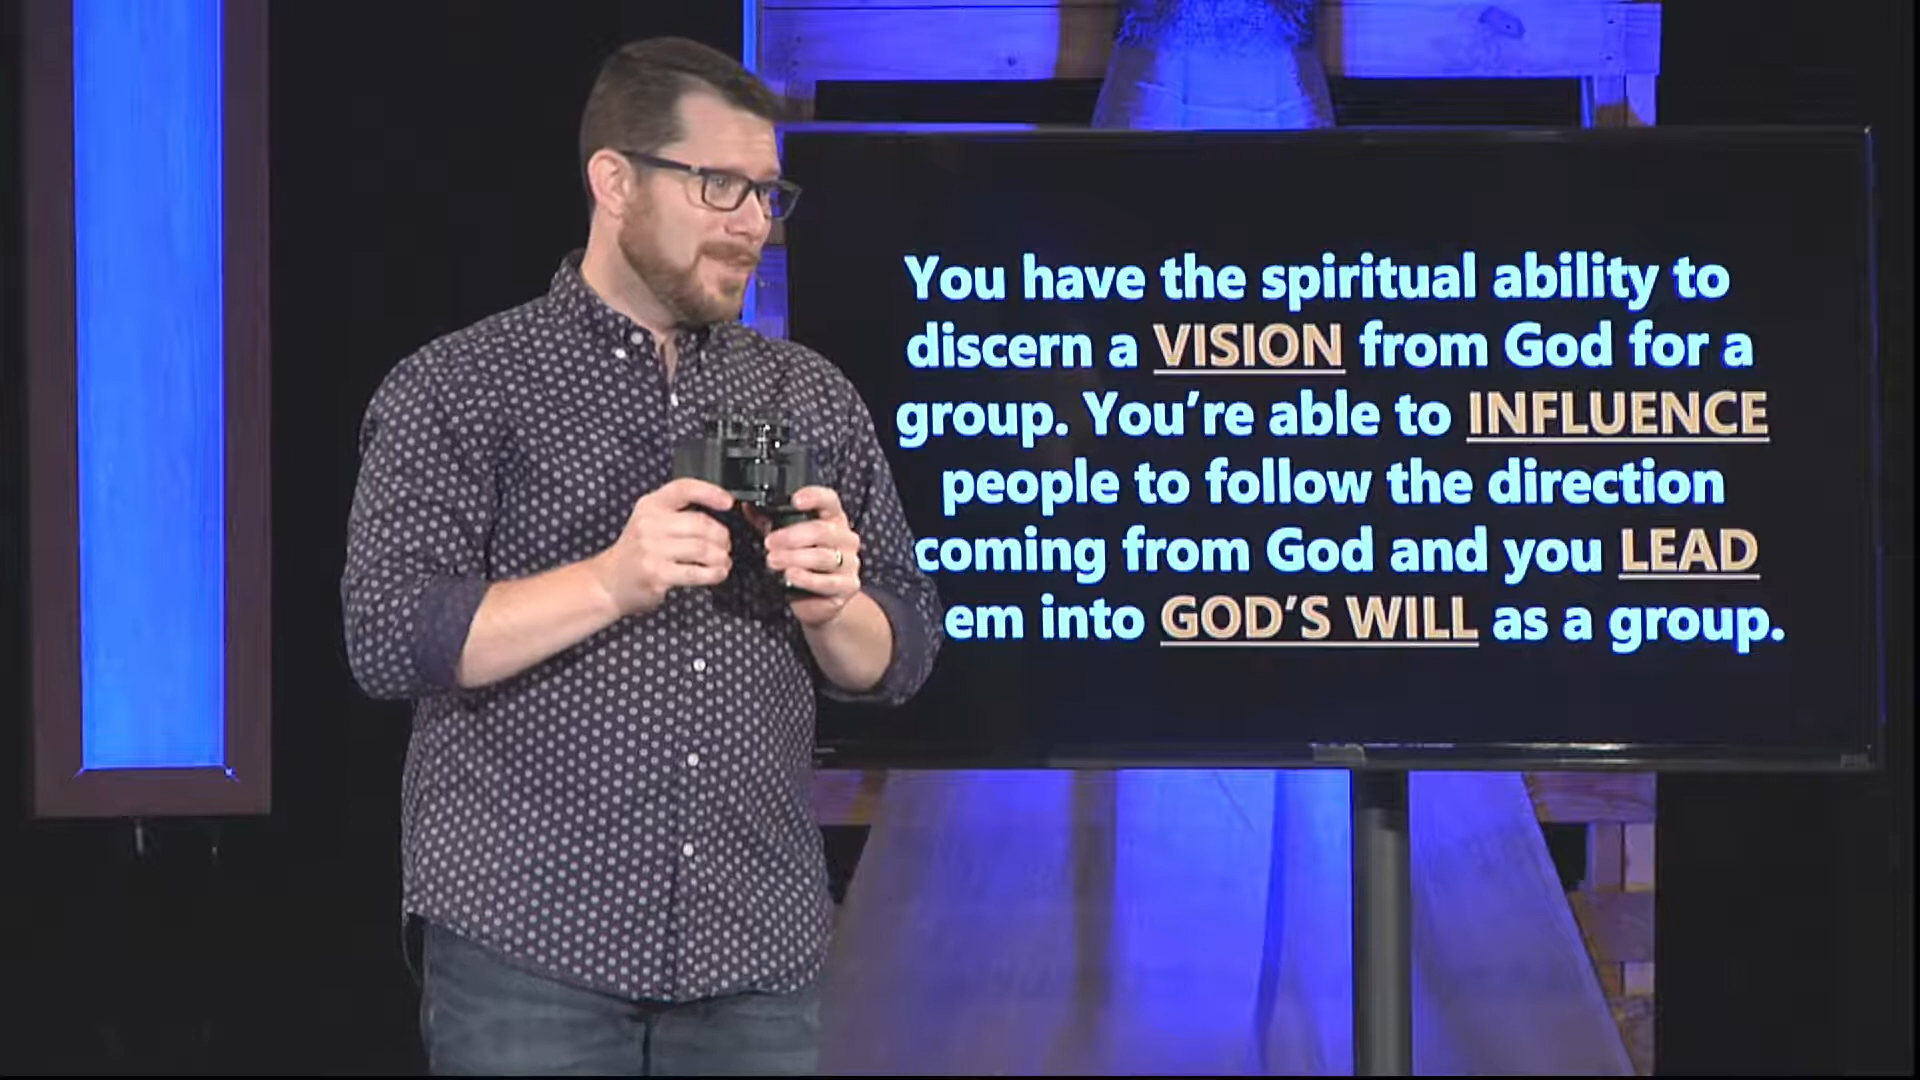 You have the spiritual ability to
discern a VISION from God for a
group. You're able to INFLUENCE
people to follow the direction
coming from God and you LEAD
em into GOD'S WILL as a group.